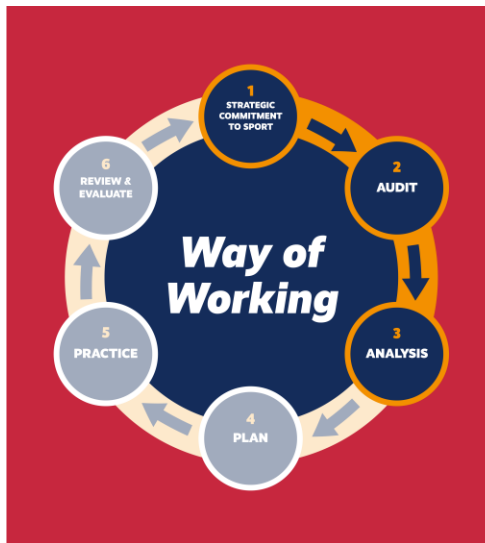 1
STRATEGIC
COMMITMENT
TO SPORT
2
AUDIT
3
ANALYSIS
4
PLAN
5
PRACTICE
6
REVIEW &
EVALUATE
Way of
Working